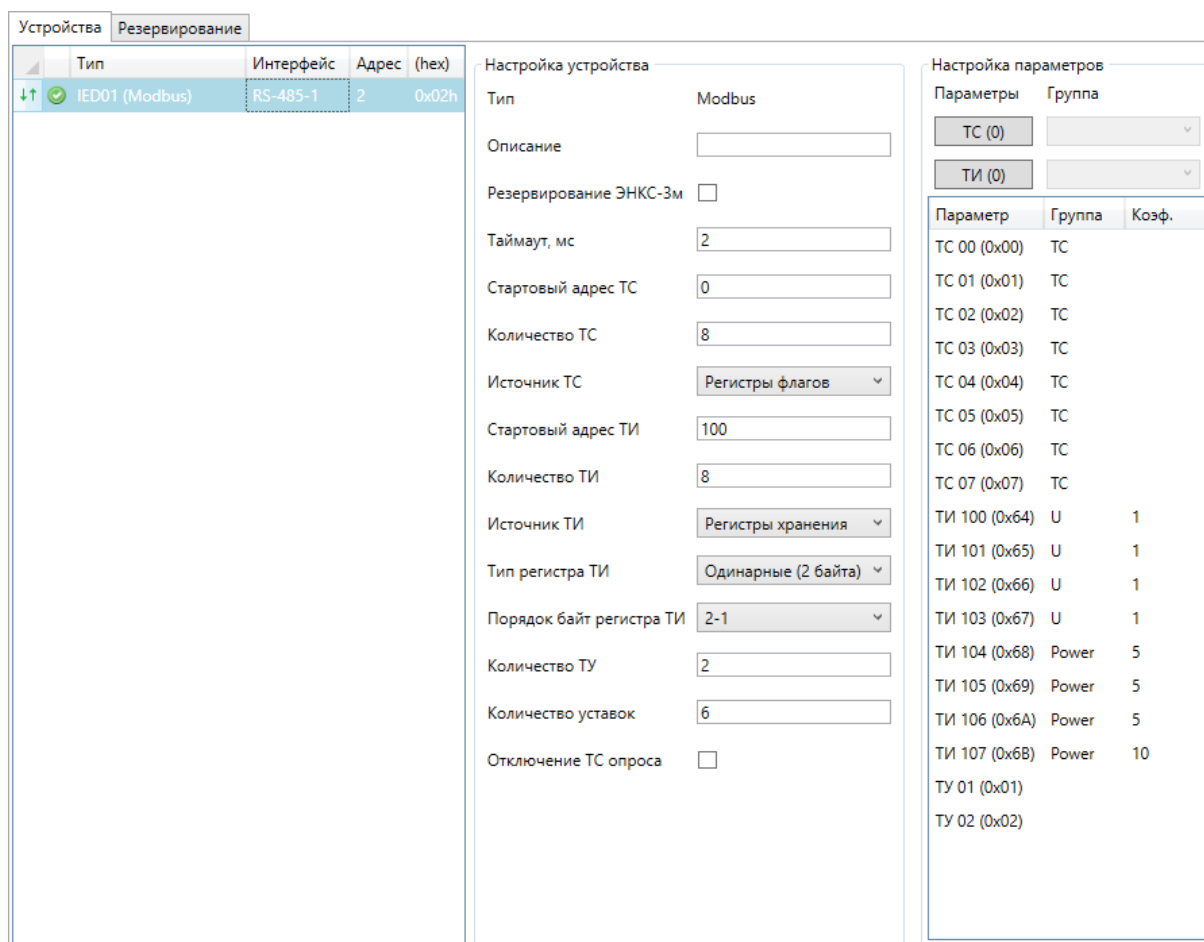 Устройства Резервирование
Тип Интерфейс Адрес (hex)
IED01 (Modbus) RS-485-1 2 0x02h
Настройка устройства
Тип Modbus
Описание
Резервирование ЭНКС-3м
Таймаут, мс 2
Стартовый адрес ТС 0
Количество ТС 8
Источник ТС Регистры флагов
Стартовый адрес ТИ 100
Количество ТИ 8
Источник ТИ Регистры хранения
Тип регистра ТИ Одинарные (2 байта)
Порядок байт регистра ТИ 2-1
Количество ТУ 2
Количество уставок 6
Отключение ТС опроса
Настройка параметров
Параметры Группа
ТС (0)
ТИ (0)
Параметр Группа Коэф.
ТС 00 (0x00) ТС
ТС 01 (0x01) ТС
ТС 02 (0x02) ТС
ТС 03 (0x03) ТС
ТС 04 (0x04) ТС
ТС 05 (0x05) ТС
ТС 06 (0x06) ТС
ТС 07 (0x07) ТС
ТИ 100 (0x64) U 1
ТИ 101 (0x65) U 1
ТИ 102 (0x66) U 1
ТИ 103 (0x67) U 1
ТИ 104 (0x68) Power 5
ТИ 105 (0x69) Power 5
ТИ 106 (0x6A) Power 5
ТИ 107 (0x6B) Power 10
ТУ 01 (0x01)
ТУ 02 (0x02)